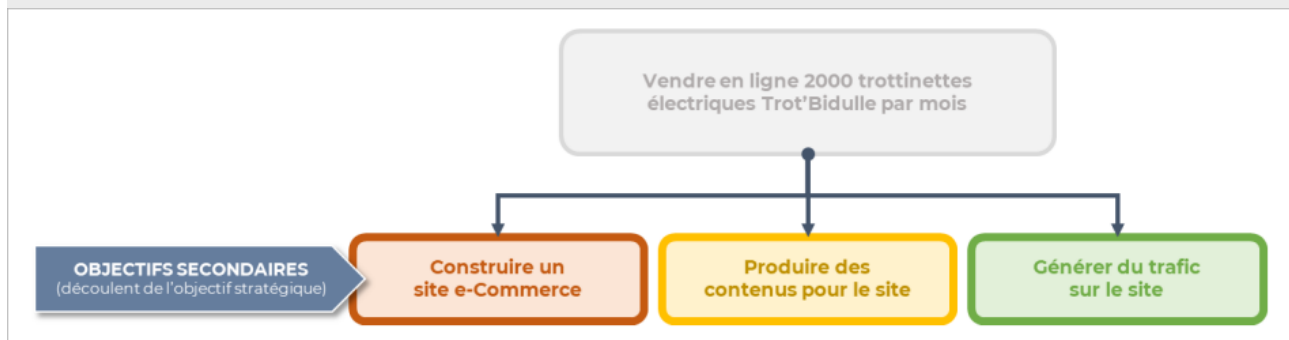 Vendre en ligne 2000 trottinettes
électriques Trot’Bidulle par mois
OBJECTIFS SECONDAIRES
(découlent de l’objectif stratégique)
Construire un
site e-Commerce
Produire des
contenus pour le site
Générer du trafic
sur le site